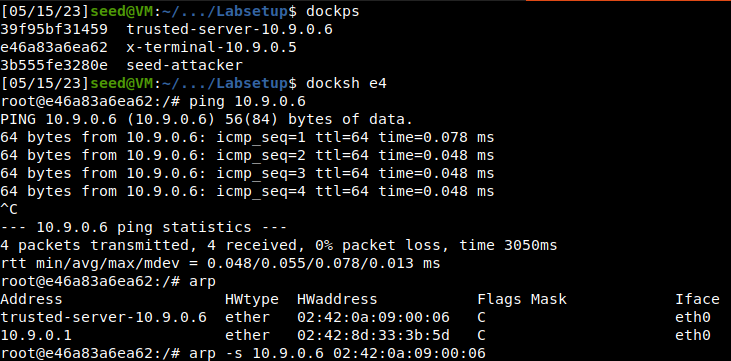 [05/15/23]seed@VM:~/.../Labsetup$ dockps
39f95bf31459  trusted-server-10.9.0.6
e46a83a6ea62  x-terminal-10.9.0.5
3b555fe3280e  seed-attacker
[05/15/23]seed@VM:~/.../Labsetup$ docksh e4
root@e46a83a6ea62:/# ping 10.9.0.6
PING 10.9.0.6 (10.9.0.6) 56(84) bytes of data.
64 bytes from 10.9.0.6: icmp_seq=1 ttl=64 time=0.078 ms
64 bytes from 10.9.0.6: icmp_seq=2 ttl=64 time=0.048 ms
64 bytes from 10.9.0.6: icmp_seq=3 ttl=64 time=0.048 ms
64 bytes from 10.9.0.6: icmp_seq=4 ttl=64 time=0.048 ms
^C
--- 10.9.0.6 ping statistics ---
4 packets transmitted, 4 received, 0% packet loss, time 3050ms
rtt min/avg/max/mdev = 0.048/0.055/0.078/0.013 ms
root@e46a83a6ea62:/# arp
Address                  HWtype  HWaddress           Flags Mask            Iface
trusted-server-10.9.0.6  ether   02:42:0a:09:00:06   C                     eth0
10.9.0.1                 ether   02:42:8d:33:3b:5d   C                     eth0
root@e46a83a6ea62:/# arp -s 10.9.0.6 02:42:0a:09:00:06